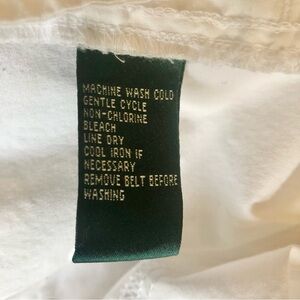 MACHINE WASH COLD
GENTLE CYCLE
NON-CHLORINE
BLEACH
LINE DRY
COOL IRON IF
NECESSARY
REMOVE BELT BEFORE
WASHING